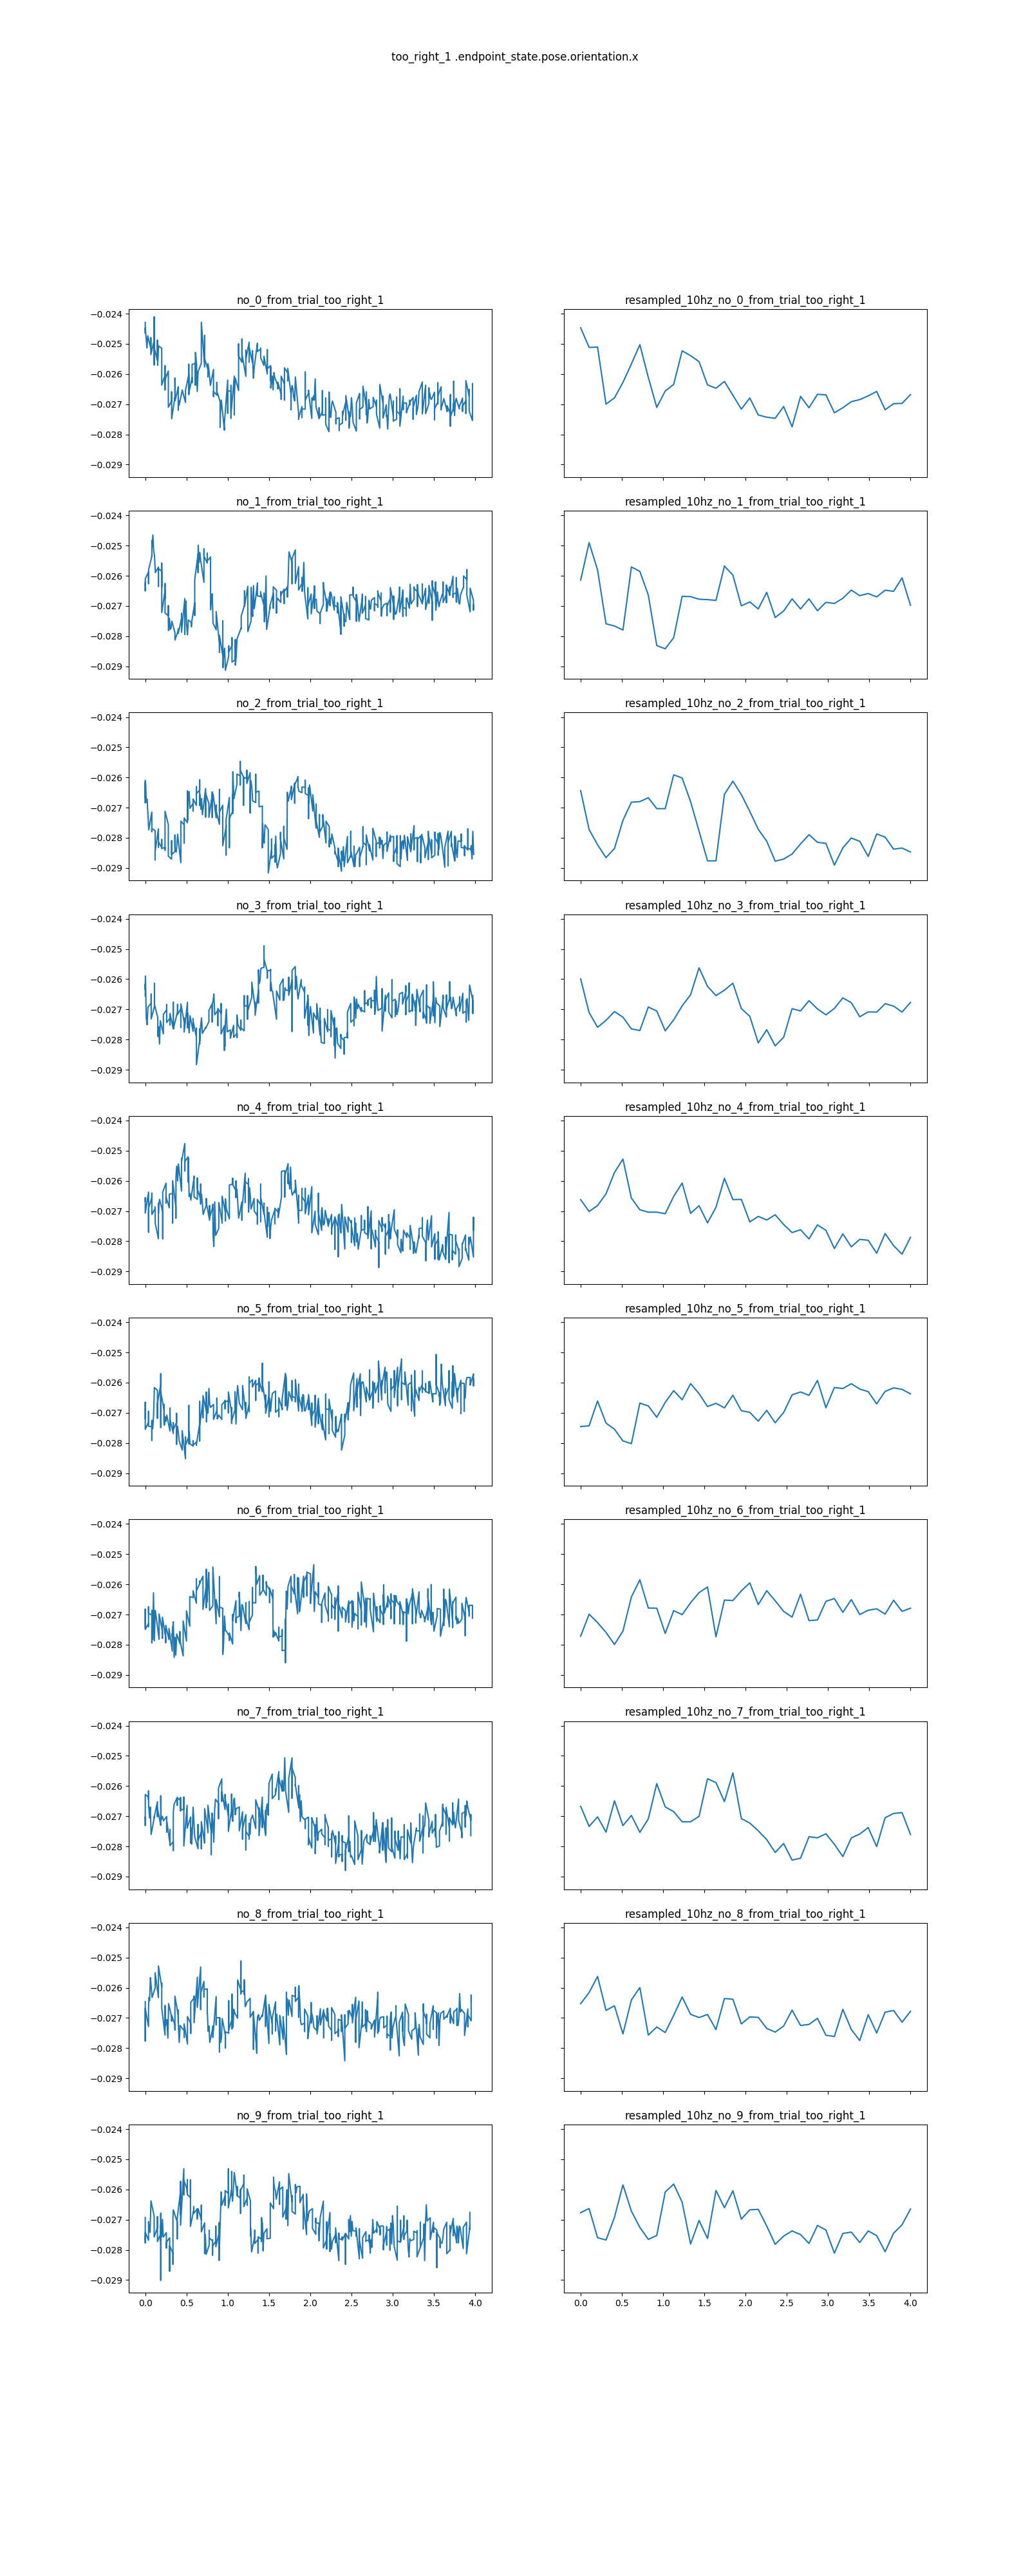 too_right_1 .endpoint_state.pose.orientation.x
no_0_from_trial_too_right_1
resampled_10hz_no_0_from_trial_too_right_1
−0.024
−0.025
−0.026
−0.027
−0.028
−0.029
no_1_from_trial_too_right_1
resampled_10hz_no_1_from_trial_too_right_1
−0.024
−0.025
−0.026
−0.027
−0.028
−0.029
no_2_from_trial_too_right_1
resampled_10hz_no_2_from_trial_too_right_1
−0.024
−0.025
−0.026
−0.027
−0.028
−0.029
no_3_from_trial_too_right_1
resampled_10hz_no_3_from_trial_too_right_1
−0.024
−0.025
−0.026
−0.027
−0.028
−0.029
no_4_from_trial_too_right_1
resampled_10hz_no_4_from_trial_too_right_1
−0.024
−0.025
−0.026
−0.027
−0.028
−0.029
no_5_from_trial_too_right_1
resampled_10hz_no_5_from_trial_too_right_1
−0.024
−0.025
−0.026
−0.027
−0.028
−0.029
no_6_from_trial_too_right_1
resampled_10hz_no_6_from_trial_too_right_1
−0.024
−0.025
−0.026
−0.027
−0.028
−0.029
no_7_from_trial_too_right_1
resampled_10hz_no_7_from_trial_too_right_1
−0.024
−0.025
−0.026
−0.027
−0.028
−0.029
no_8_from_trial_too_right_1
resampled_10hz_no_8_from_trial_too_right_1
−0.024
−0.025
−0.026
−0.027
−0.028
−0.029
no_9_from_trial_too_right_1
resampled_10hz_no_9_from_trial_too_right_1
−0.024
−0.025
−0.026
−0.027
−0.028
−0.029
0.0 0.5 1.0 1.5 2.0 2.5 3.0 3.5 4.0
0.0 0.5 1.0 1.5 2.0 2.5 3.0 3.5 4.0